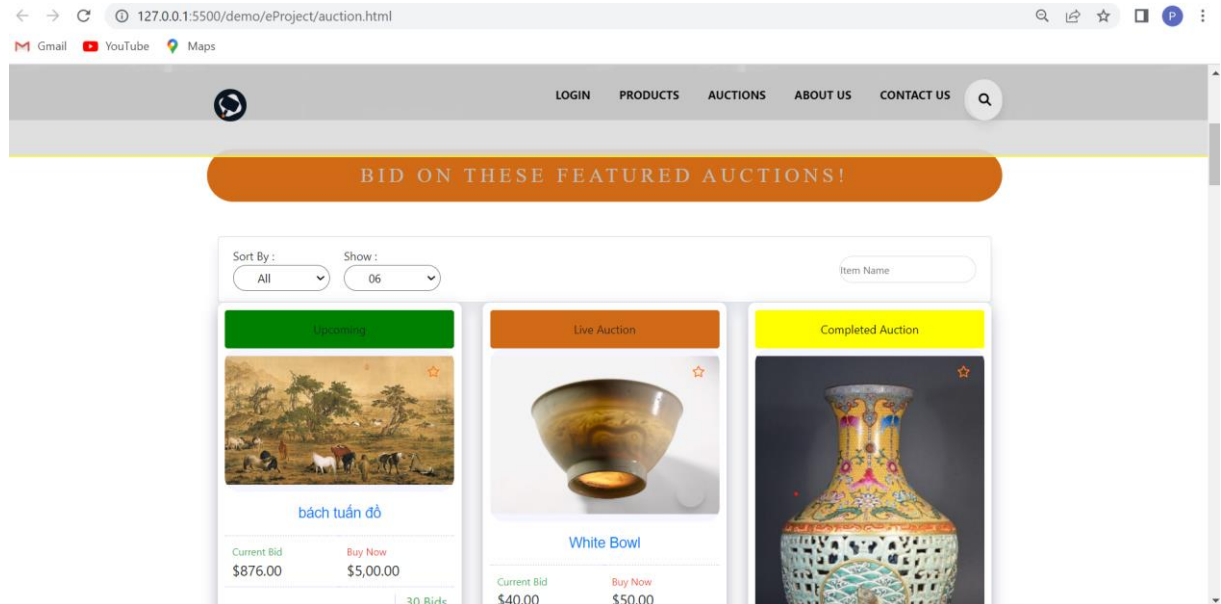 127.0.0.1:5500/demo/eProject/auction.html
P
Gmail YouTube Maps
LOGIN PRODUCTS AUCTIONS ABOUT US CONTACT US
BID ON THESE FEATURED AUCTIONS!
Sort By : Show :
All 06 Item Name
Upcoming Live Auction Completed Auction
bách tuấn đồ
White Bowl
Current Bid Buy Now
$876.00 $5,00.00
Current Bid Buy Now
30 Bids $40.00 $50.00